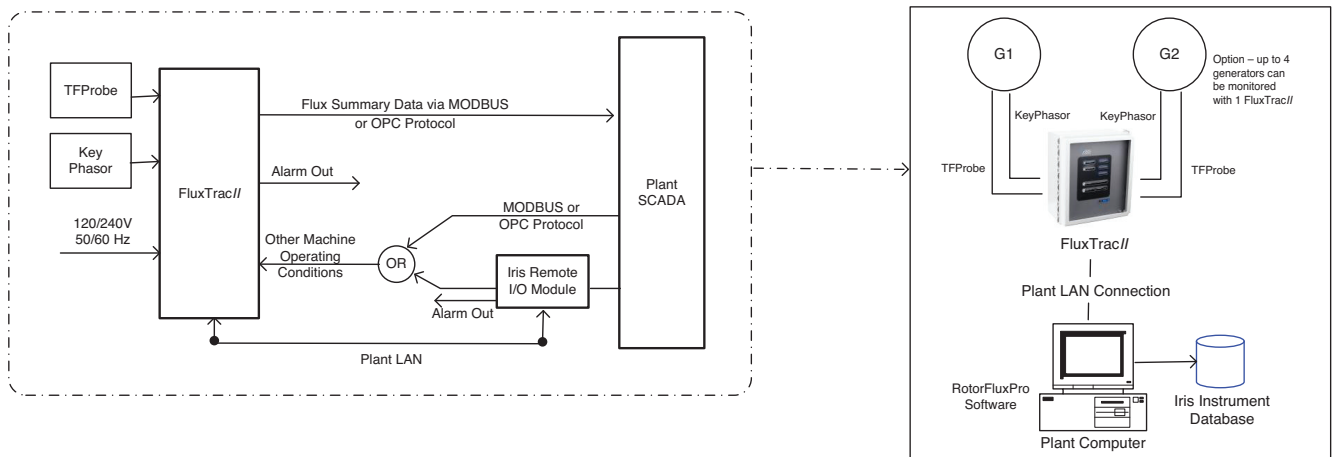 TFProbe
Key
Phasor
120/240V
50/60 Hz
FluxTracII
Flux Summary Data via MODBUS
or OPC Protocol
Alarm Out
MODBUS or
OPC Protocol
Other Machine
Operating
Conditions
OR
Iris Remote
I/O Module
Alarm Out
Plant LAN
Plant
SCADA
G1
G2
Option – up to 4
generators can
be monitored
with 1 FluxTracII
KeyPhasor
KeyPhasor
TFProbe
TFProbe
FluxTracII
Plant LAN Connection
RotorFluxPro
Software
Plant Computer
Iris Instrument
Database